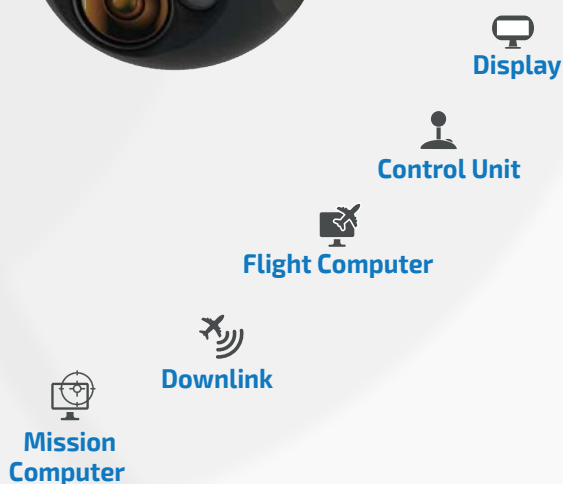 Display
Control Unit
Flight Computer
Downlink
Mission
Computer